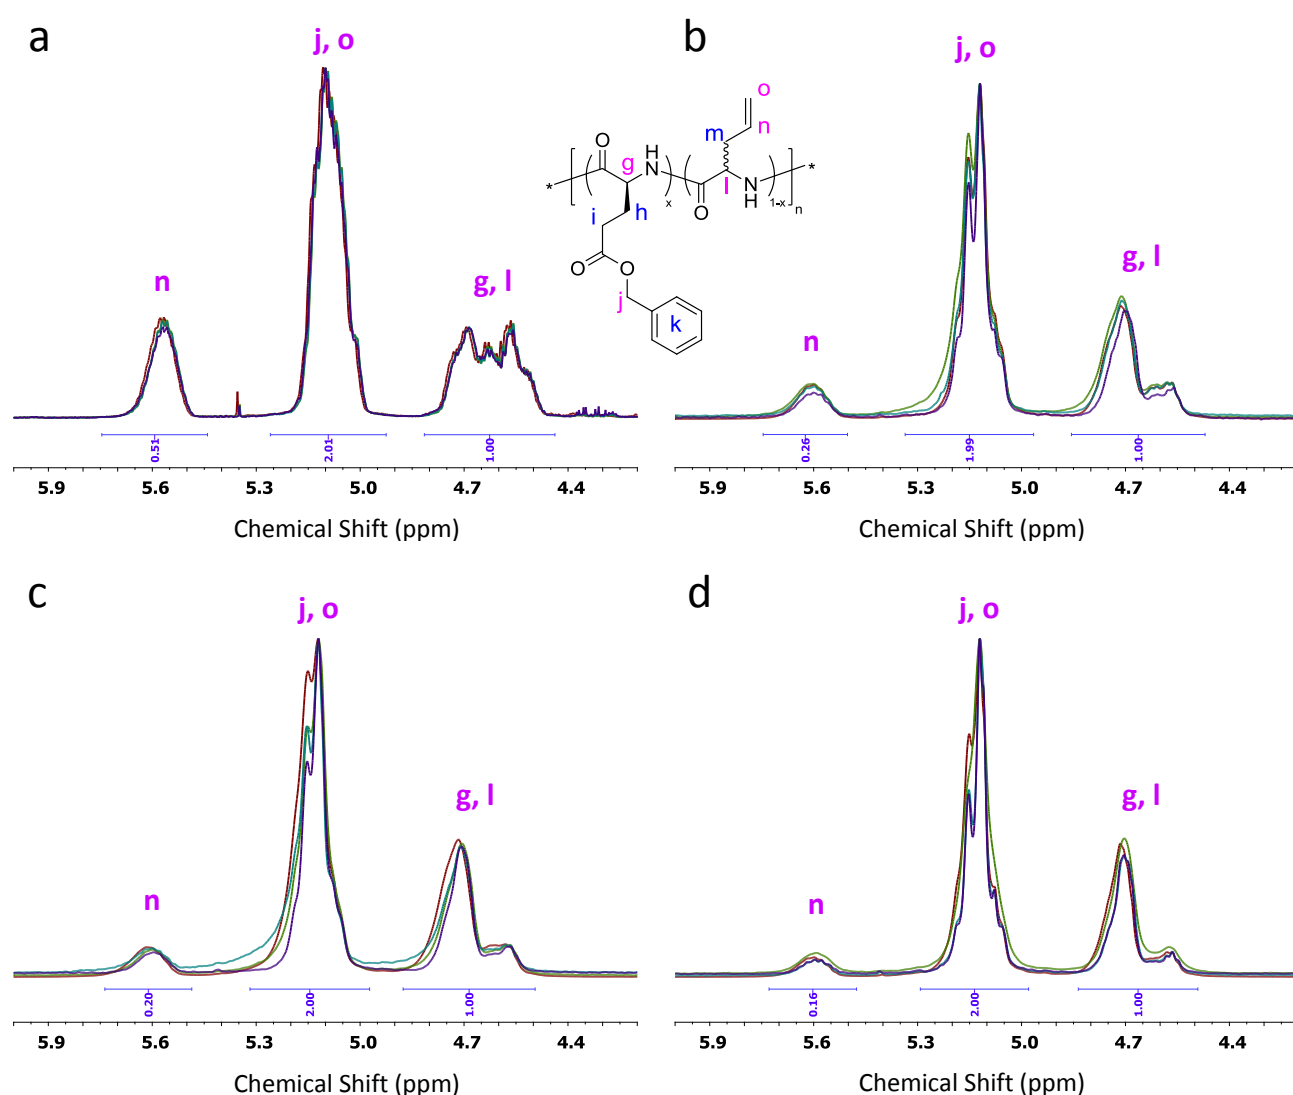 a
j, o
n
g, l
0.51
2.01
1.00
5.9 5.6 5.3 5.0 4.7 4.4
Chemical Shift (ppm)
b
j, o
n
g, l
0.26
1.99
1.00
5.9 5.6 5.3 5.0 4.7 4.4
Chemical Shift (ppm)
o
n
m
O
g
H
N
x
l
O
N
H
1-x
n
*
*
i
h
O
O
j
k
c
j, o
n
g, l
0.20
2.00
1.00
5.9 5.6 5.3 5.0 4.7 4.4
Chemical Shift (ppm)
d
j, o
n
g, l
0.16
2.00
1.00
5.9 5.6 5.3 5.0 4.7 4.4
Chemical Shift (ppm)